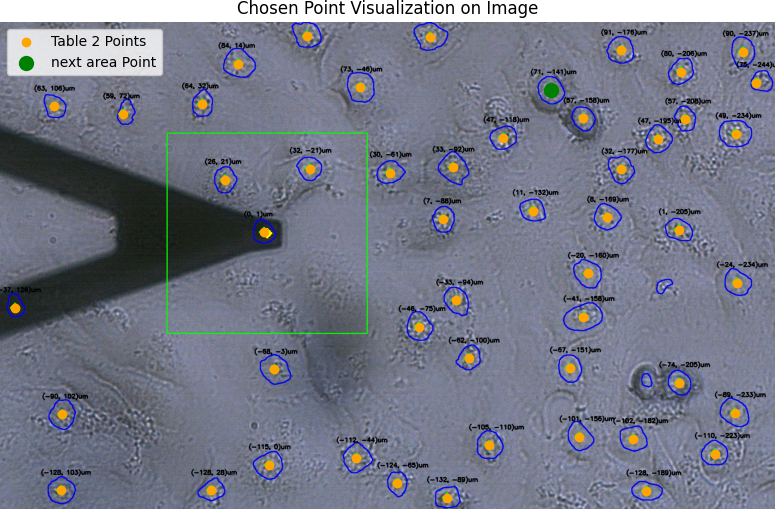 Chosen Point Visualization on Image
Table 2 Points
next area Point
(84, 14)um
(91, -176)um
(90, -237)um
(80, -206)um
(73, -46)um
(71, -141)um
(63, 106)um
(59, 72)um
(64, 32)um
(57, -158)um
(57, -208)um
(49, -234)um
(47, -118)um
(47, -195)um
(26, 21)um
(32, -21)um
(30, -61)um
(33, -92)um
(32, -177)um
(0, 1)um
(7, -88)um
(11, -132)um
(8, -169)um
(1, -205)um
(-20, -160)um
(-24, -234)um
(-33, -94)um
(-46, -75)um
(-41, -158)um
(-62, -100)um
(-68, -3)um
(-67, -151)um
(-74, -205)um
(-90, 102)um
(-89, -233)um
(-101, -156)um
(-102, -182)um
(-105, -110)um
(-115, 0)um
(-112, -44)um
(-110, -223)um
(-124, -65)um
(-128, 103)um
(-128, 28)um
(-132, -89)um
(-128, -189)um